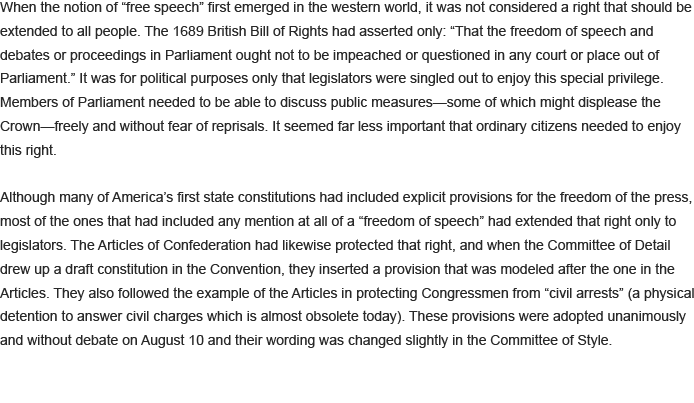 When the notion of “free speech” first emerged in the western world, it was not considered a right that should be
extended to all people. The 1689 British Bill of Rights had asserted only: “That the freedom of speech and
debates or proceedings in Parliament ought not to be impeached or questioned in any court or place out of
Parliament.” It was for political purposes only that legislators were singled out to enjoy this special privilege.
Members of Parliament needed to be able to discuss public measures—some of which might displease the
Crown—freely and without fear of reprisals. It seemed far less important that ordinary citizens needed to enjoy
this right.
Although many of America’s first state constitutions had included explicit provisions for the freedom of the press,
most of the ones that had included any mention at all of a “freedom of speech” had extended that right only to
legislators. The Articles of Confederation had likewise protected that right, and when the Committee of Detail
drew up a draft constitution in the Convention, they inserted a provision that was modeled after the one in the
Articles. They also followed the example of the Articles in protecting Congressmen from “civil arrests” (a physical
detention to answer civil charges which is almost obsolete today). These provisions were adopted unanimously
and without debate on August 10 and their wording was changed slightly in the Committee of Style.